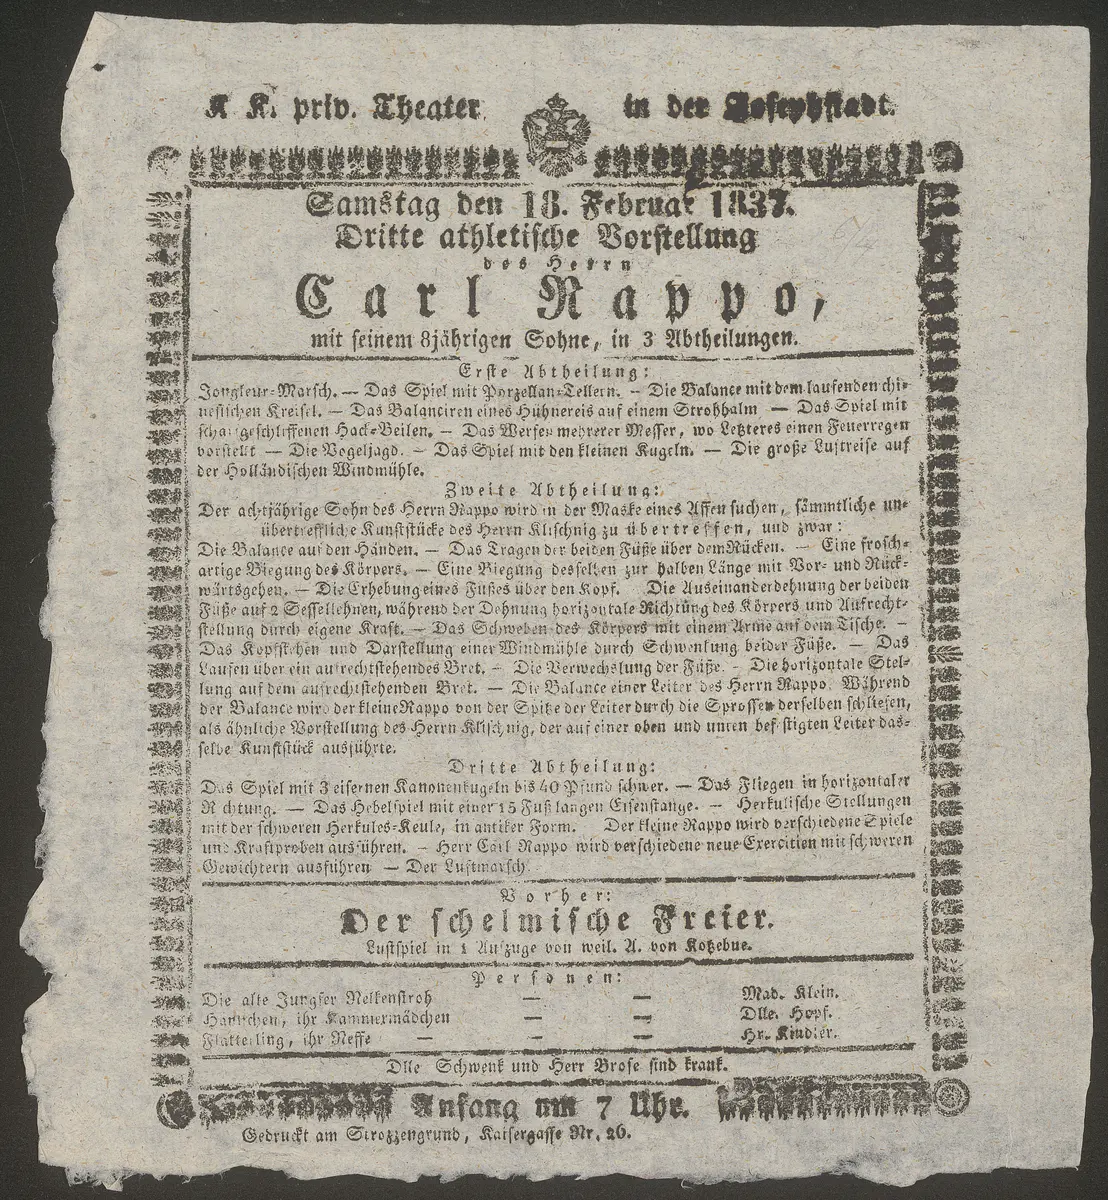 K. K. priv. Theater in der Josephstadt.
Samstag den 18. Februar 1837.
Dritte athletische Vorstellung
des Herrn
Carl Rappo,
mit seinem 8jährigen Sohne, in 3 Abtheilungen.
Erste Abtheilung:
Jongleur-Marsch. — Das Spiel mit Porzellan-Tellern. — Die Balance mit dem laufenden chi-
nesischen Kreisel. — Das Balanciren eines Hühnereis auf einem Strohhalm — Das Spiel mit
scharfgeschliffenen Hack-Beilen. — Das Werfen mehrerer Messer, wo Letzteres einen Feuerregen
vorstellt — Die Vogeljagd. — Das Spiel mit den kleinen Kugeln. — Die große Lustreise auf
der Holländischen Windmühle.
Zweite Abtheilung:
Der achtjährige Sohn des Herrn Rappo wird in der Maske eines Affen suchen, sämmtliche un-
übertreffliche Kunststücke des Herrn Klischnig zu übertreffen, und zwar:
Die Balance auf den Händen. — Das Tragen der beiden Füße über dem Rücken. — Eine frosch-
artige Biegung des Körpers. — Eine Biegung desselben zur halben Länge mit Vor- und Rück-
wärtsgehen. — Die Erhebung eines Fußes über den Kopf. Die Auseinanderdehnung der beiden
Füße auf 2 Sessellehnen, während der Dehnung horizontale Richtung des Körpers und Aufrecht-
stellung durch eigene Kraft. — Das Schweben des Körpers mit einem Arme auf dem Tische. —
Das Kopfstehen und Darstellung einer Windmühle durch Schwenkung beider Füße. — Das
Laufen über ein aufrechtstehendes Bret. — Die Verwechslung der Füße. — Die horizontale Stel-
lung auf dem aufrechtstehenden Bret. — Die Balance einer Leiter des Herrn Rappo. Während
der Balance wird der kleine Rappo von der Spitze der Leiter durch die Sprossen derselben schliefen,
als ähnliche Vorstellung des Herrn Klischnig, der auf einer oben und unten befestigten Leiter das-
selbe Kunststück ausführte.
Dritte Abtheilung:
Das Spiel mit 3 eisernen Kanonenkugeln bis 40 Pfund schwer. — Das Fliegen in horizontaler
Richtung. — Das Hebelspiel mit einer 15 Fuß langen Eisenstange. — Herkulische Stellungen
mit der schweren Herkules-Keule, in antiker Form. Der kleine Rappo wird verschiedene Spiele
und Kraftproben ausführen. — Herr Carl Rappo wird verschiedene neue Exercitien mit schweren
Gewichtern ausführen — Der Lustmarsch.
Vorher:
Der schelmische Freier.
Lustspiel in 1 Aufzuge von weil. A. von Kotzebue.
Personen:
Die alte Jungfer Nelkenstroh — — Mad. Klein.
Hannchen, ihr Kammermädchen — — Dlle. Hopf.
Flatterling, ihr Neffe — — Hr. Kindler.
Dlle Schwenk und Herr Brose sind krank.
Anfang um 7 Uhr.
Gedruckt am Strozzengrund, Kaisergasse Nr. 26.